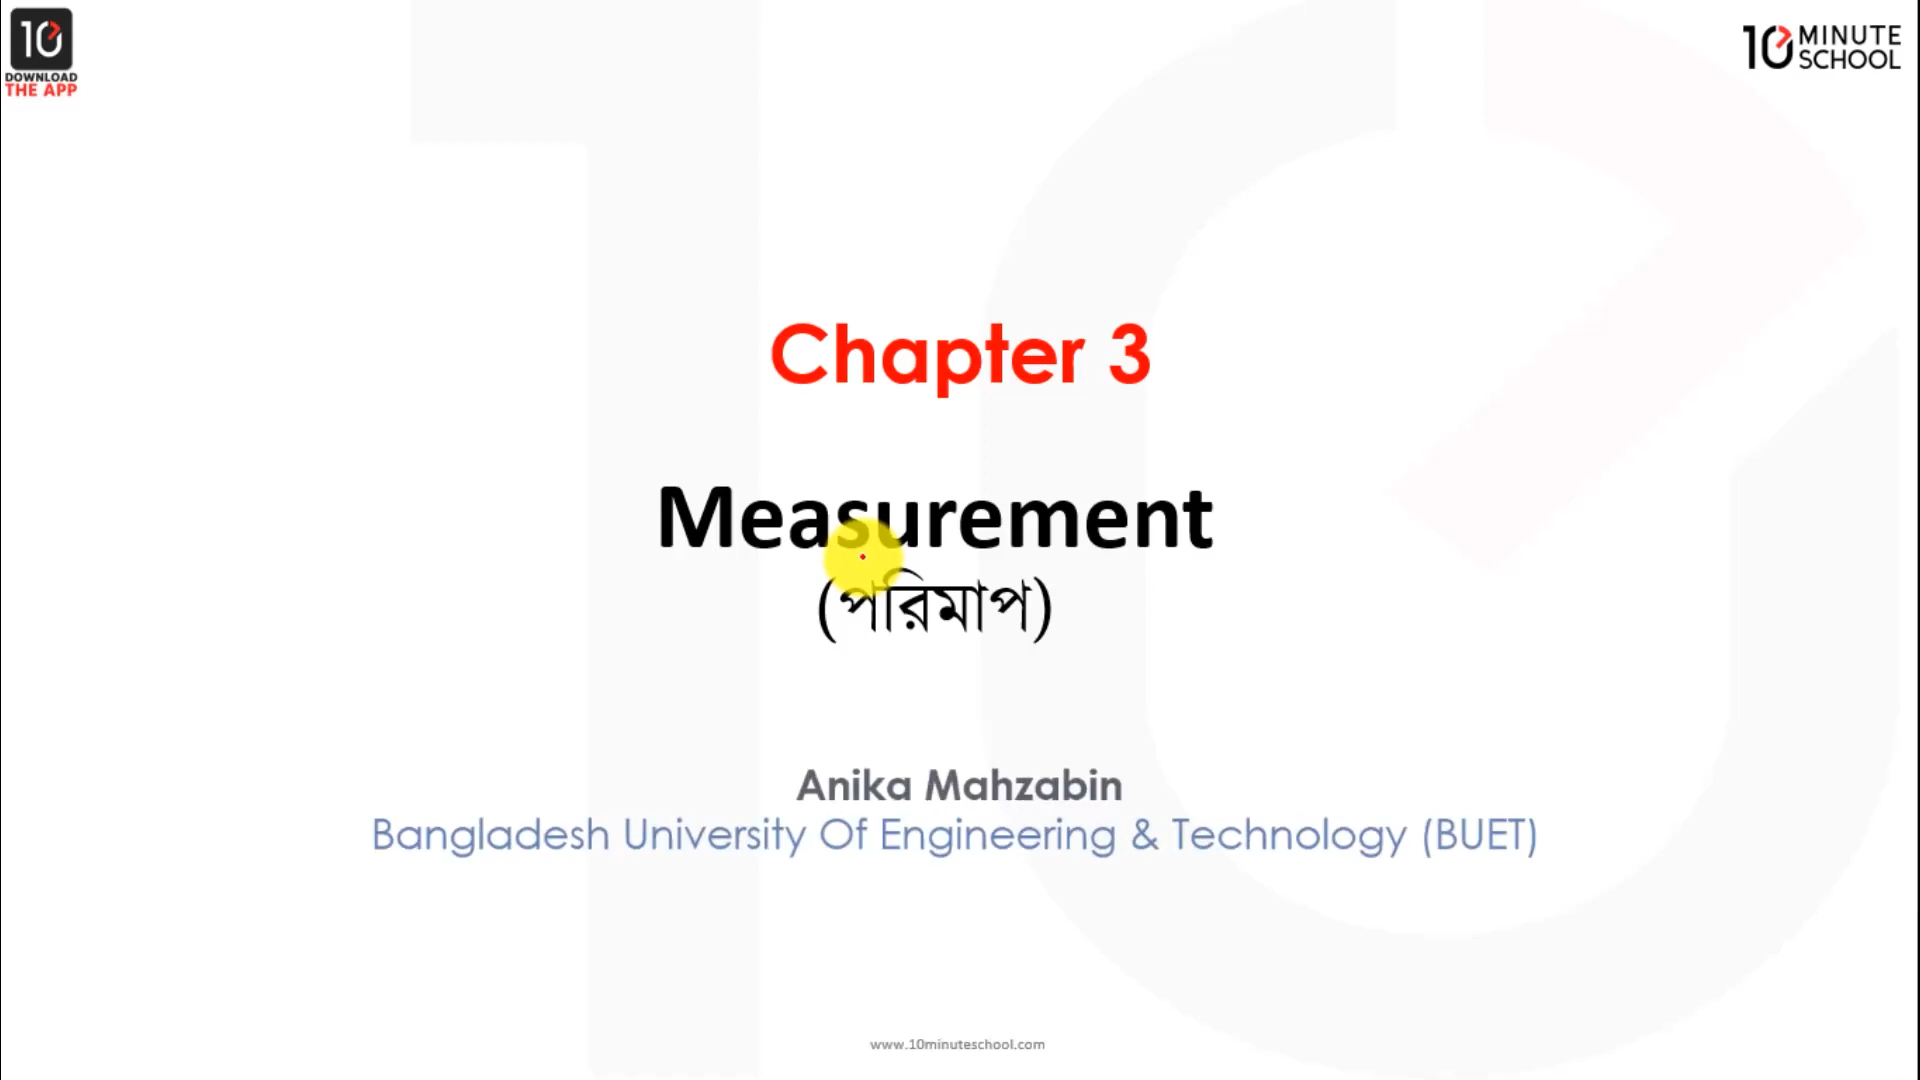 10
DOWNLOAD
THE APP
10 MINUTE
SCHOOL
Chapter 3
Measurement
(পরিমাপ)
Anika Mahzabin
Bangladesh University Of Engineering & Technology (BUET)
www.10minuteschool.com